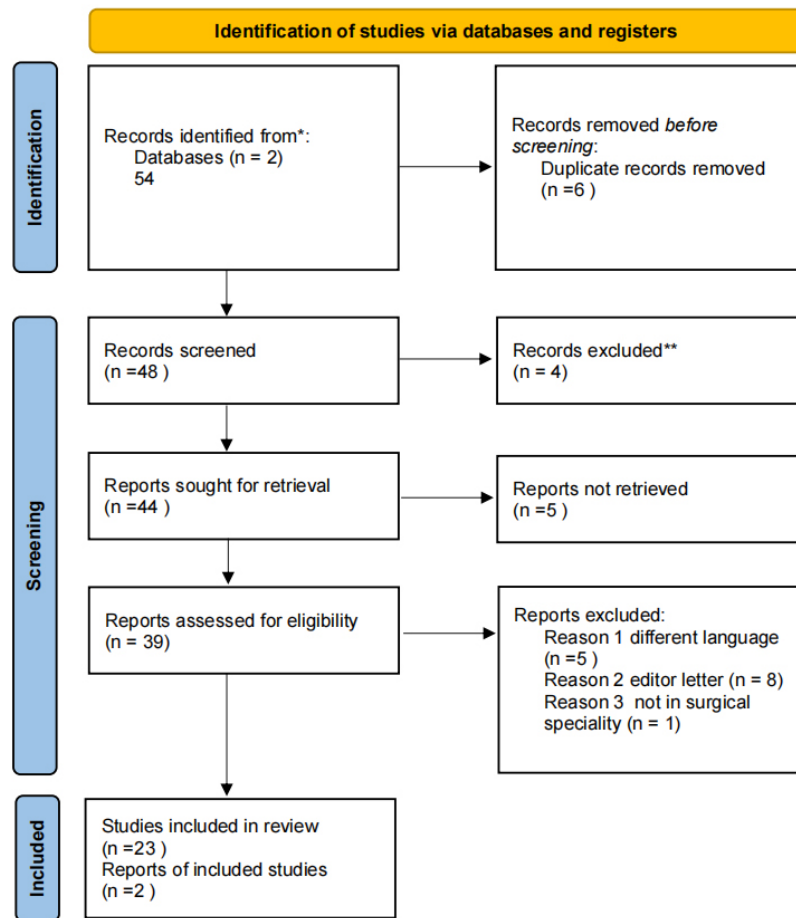 Identification of studies via databases and registers
Identification
Records identified from*:
Databases (n = 2)
54
Records removed before
screening:
Duplicate records removed
(n =6 )
Screening
Records screened
(n =48 )
Records excluded**
(n = 4)
Reports sought for retrieval
(n =44 )
Reports not retrieved
(n =5 )
Reports assessed for eligibility
(n = 39)
Reports excluded:
Reason 1 different language
(n =5 )
Reason 2 editor letter (n = 8)
Reason 3  not in surgical
speciality (n = 1)
Included
Studies included in review
(n =23 )
Reports of included studies
(n =2 )